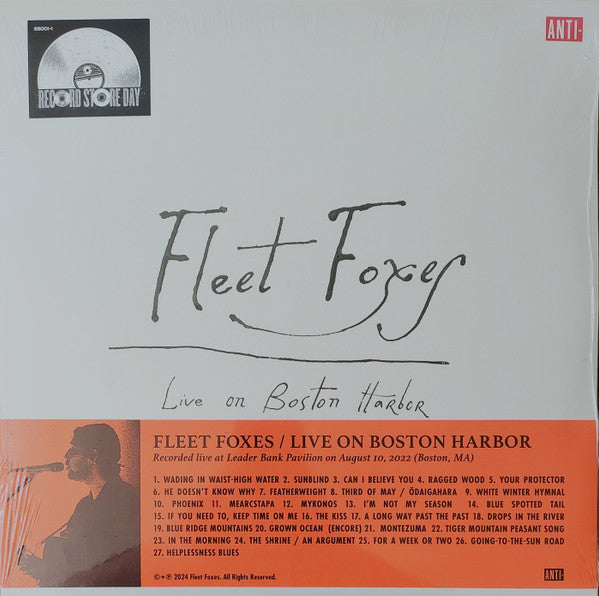 88001-1
RECORD STORE DAY
ANTI-
Fleet Foxes
Live on Boston Harbor
FLEET FOXES / LIVE ON BOSTON HARBOR
Recorded live at Leader Bank Pavilion on August 10, 2022 (Boston, MA)
1. WADING IN WAIST-HIGH WATER 2. SUNBLIND 3. CAN I BELIEVE YOU 4. RAGGED WOOD 5. YOUR PROTECTOR
6. HE DOESN'T KNOW WHY 7. FEATHERWEIGHT 8. THIRD OF MAY / ŌDAIGAHARA 9. WHITE WINTER HYMNAL
10. PHOENIX 11. MEARCSTAPA 12. MYKONOS 13. I'M NOT MY SEASON 14. BLUE SPOTTED TAIL
15. IF YOU NEED TO, KEEP TIME ON ME 16. THE KISS 17. A LONG WAY PAST THE PAST 18. DROPS IN THE RIVER
19. BLUE RIDGE MOUNTAINS 20. GROWN OCEAN (ENCORE) 21. MONTEZUMA 22. TIGER MOUNTAIN PEASANT SONG
23. IN THE MORNING 24. THE SHRINE / AN ARGUMENT 25. FOR A WEEK OR TWO 26. GOING-TO-THE-SUN ROAD
27. HELPLESSNESS BLUES
©+℗ 2024 Fleet Foxes. All Rights Reserved.
ANTI-